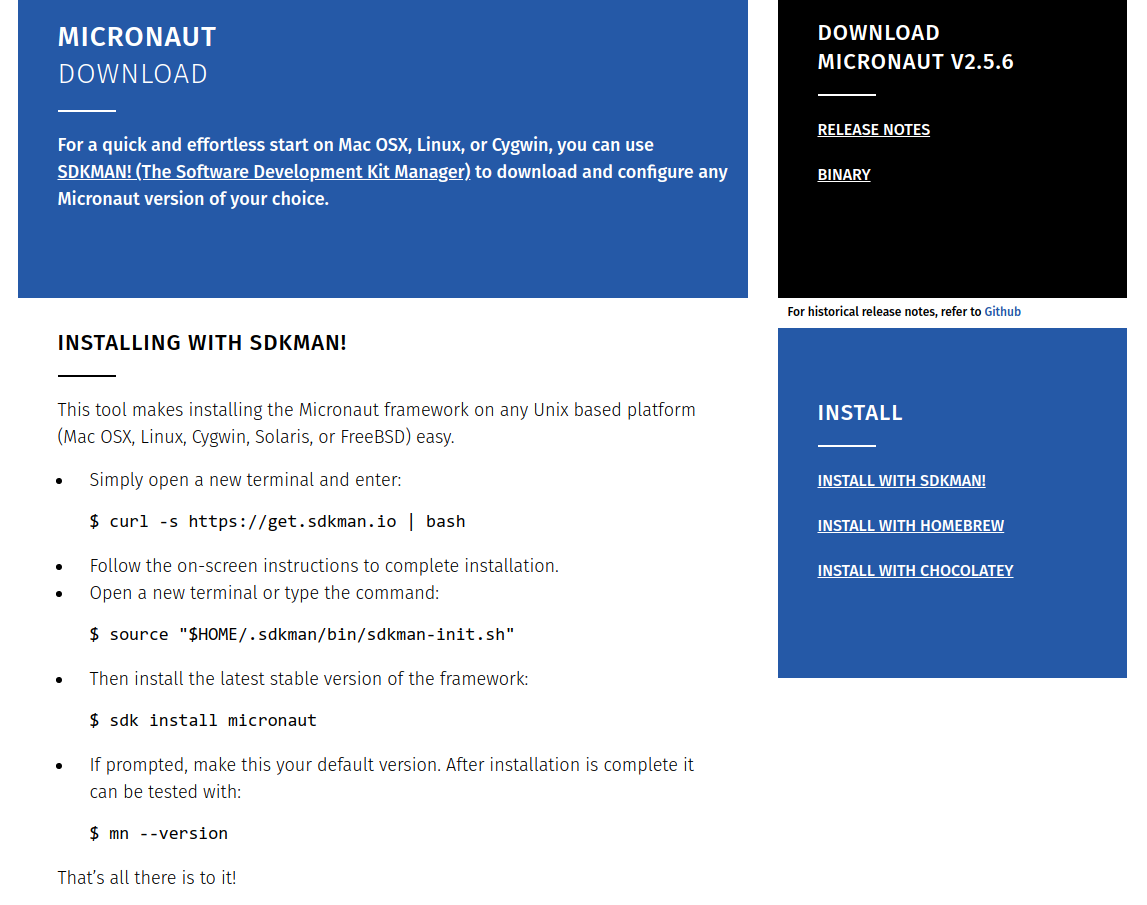 MICRONAUT
DOWNLOAD
For a quick and effortless start on Mac OSX, Linux, or Cygwin, you can use
SDKMAN! (The Software Development Kit Manager) to download and configure any
Micronaut version of your choice.
INSTALLING WITH SDKMAN!
This tool makes installing the Micronaut framework on any Unix based platform
(Mac OSX, Linux, Cygwin, Solaris, or FreeBSD) easy.
• Simply open a new terminal and enter:
$ curl -s https://get.sdkman.io | bash
• Follow the on-screen instructions to complete installation.
• Open a new terminal or type the command:
$ source "$HOME/.sdkman/bin/sdkman-init.sh"
• Then install the latest stable version of the framework:
$ sdk install micronaut
• If prompted, make this your default version. After installation is complete it
can be tested with:
$ mn --version
That’s all there is to it!
DOWNLOAD
MICRONAUT V2.5.6
RELEASE NOTES
BINARY
For historical release notes, refer to Github
INSTALL
INSTALL WITH SDKMAN!
INSTALL WITH HOMEBREW
INSTALL WITH CHOCOLATEY